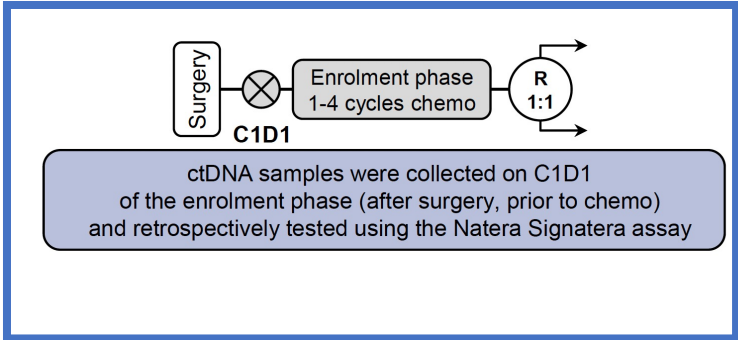 Surgery
C1D1
Enrolment phase
1-4 cycles chemo
R
1:1
ctDNA samples were collected on C1D1
of the enrolment phase (after surgery, prior to chemo)
and retrospectively tested using the Natera Signatera assay